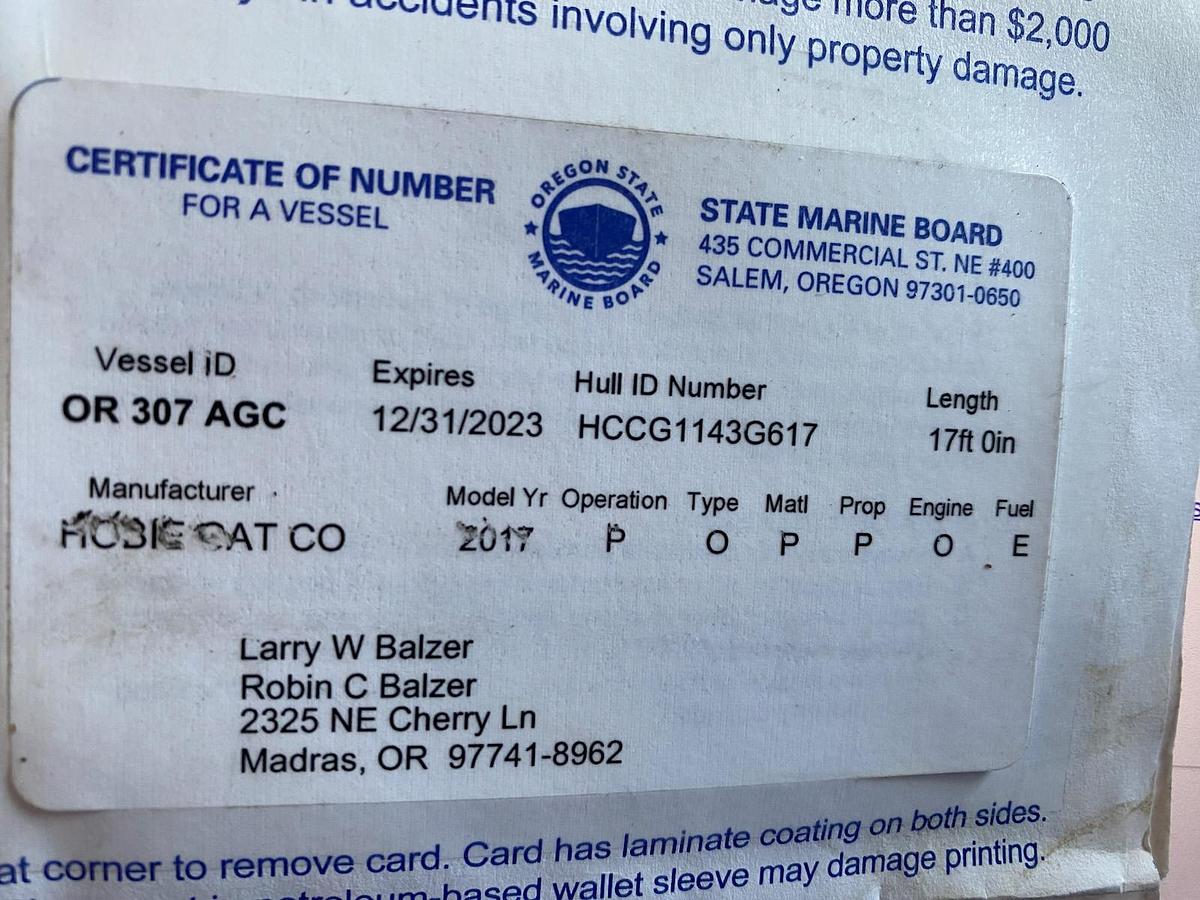 more than $2,000
accidents involving only property damage.
CERTIFICATE OF NUMBER
FOR A VESSEL
OREGON STATE
MARINE BOARD
STATE MARINE BOARD
435 COMMERCIAL ST. NE #400
SALEM, OREGON 97301-0650
Vessel ID Expires Hull ID Number Length
OR 307 AGC 12/31/2023 HCCG1143G617 17ft 0in
Manufacturer Model Yr Operation Type Matl Prop Engine Fuel
HOBIE CAT CO 2017 P O P P O E
Larry W Balzer
Robin C Balzer
2325 NE Cherry Ln
Madras, OR 97741-8962
at corner to remove card. Card has laminate coating on both sides.
petroleum-based wallet sleeve may damage printing.